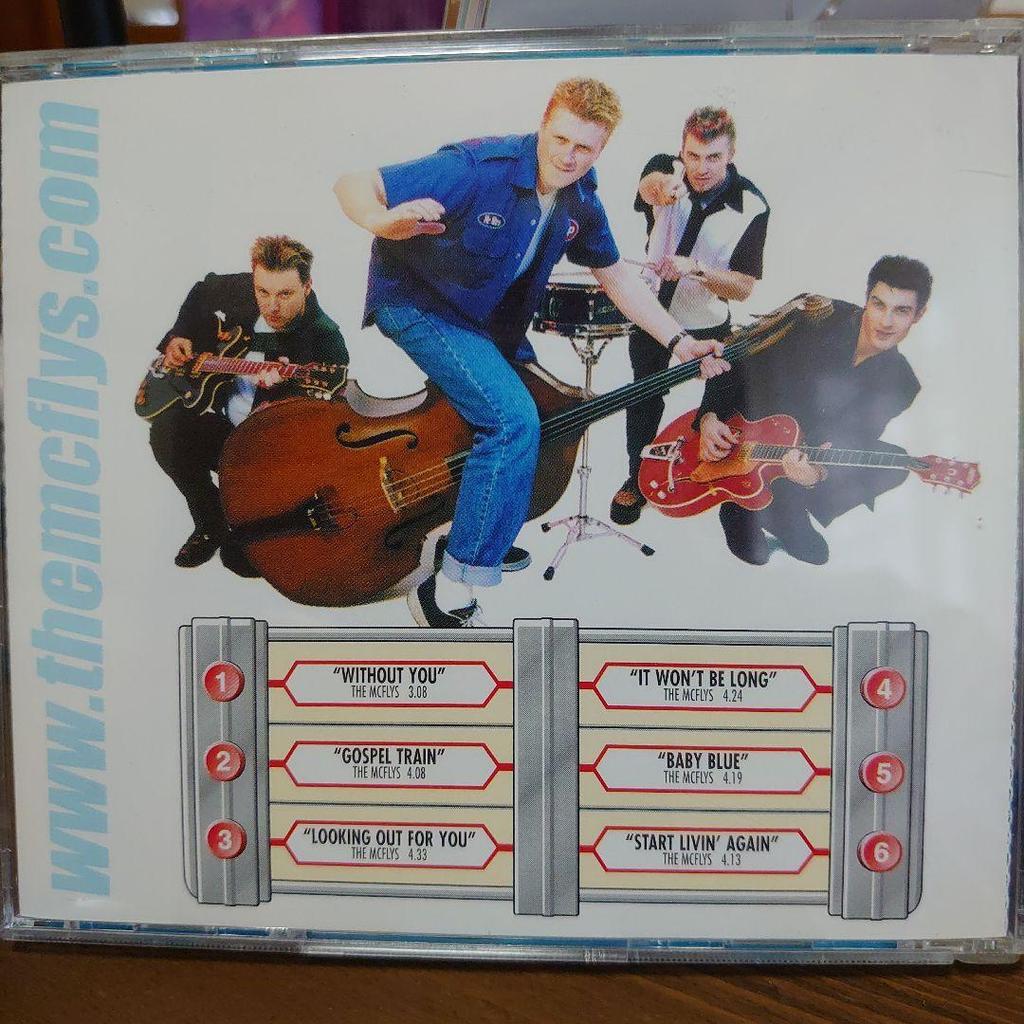 www.themcflys.com
1
"WITHOUT YOU"
THE MCFLYS 3.08
2
"GOSPEL TRAIN"
THE MCFLYS 4.08
3
"LOOKING OUT FOR YOU"
THE MCFLYS 4.33
"IT WON'T BE LONG"
THE MCFLYS 4.24
4
"BABY BLUE"
THE MCFLYS 4.19
5
"START LIVIN' AGAIN"
THE MCFLYS 4.13
6